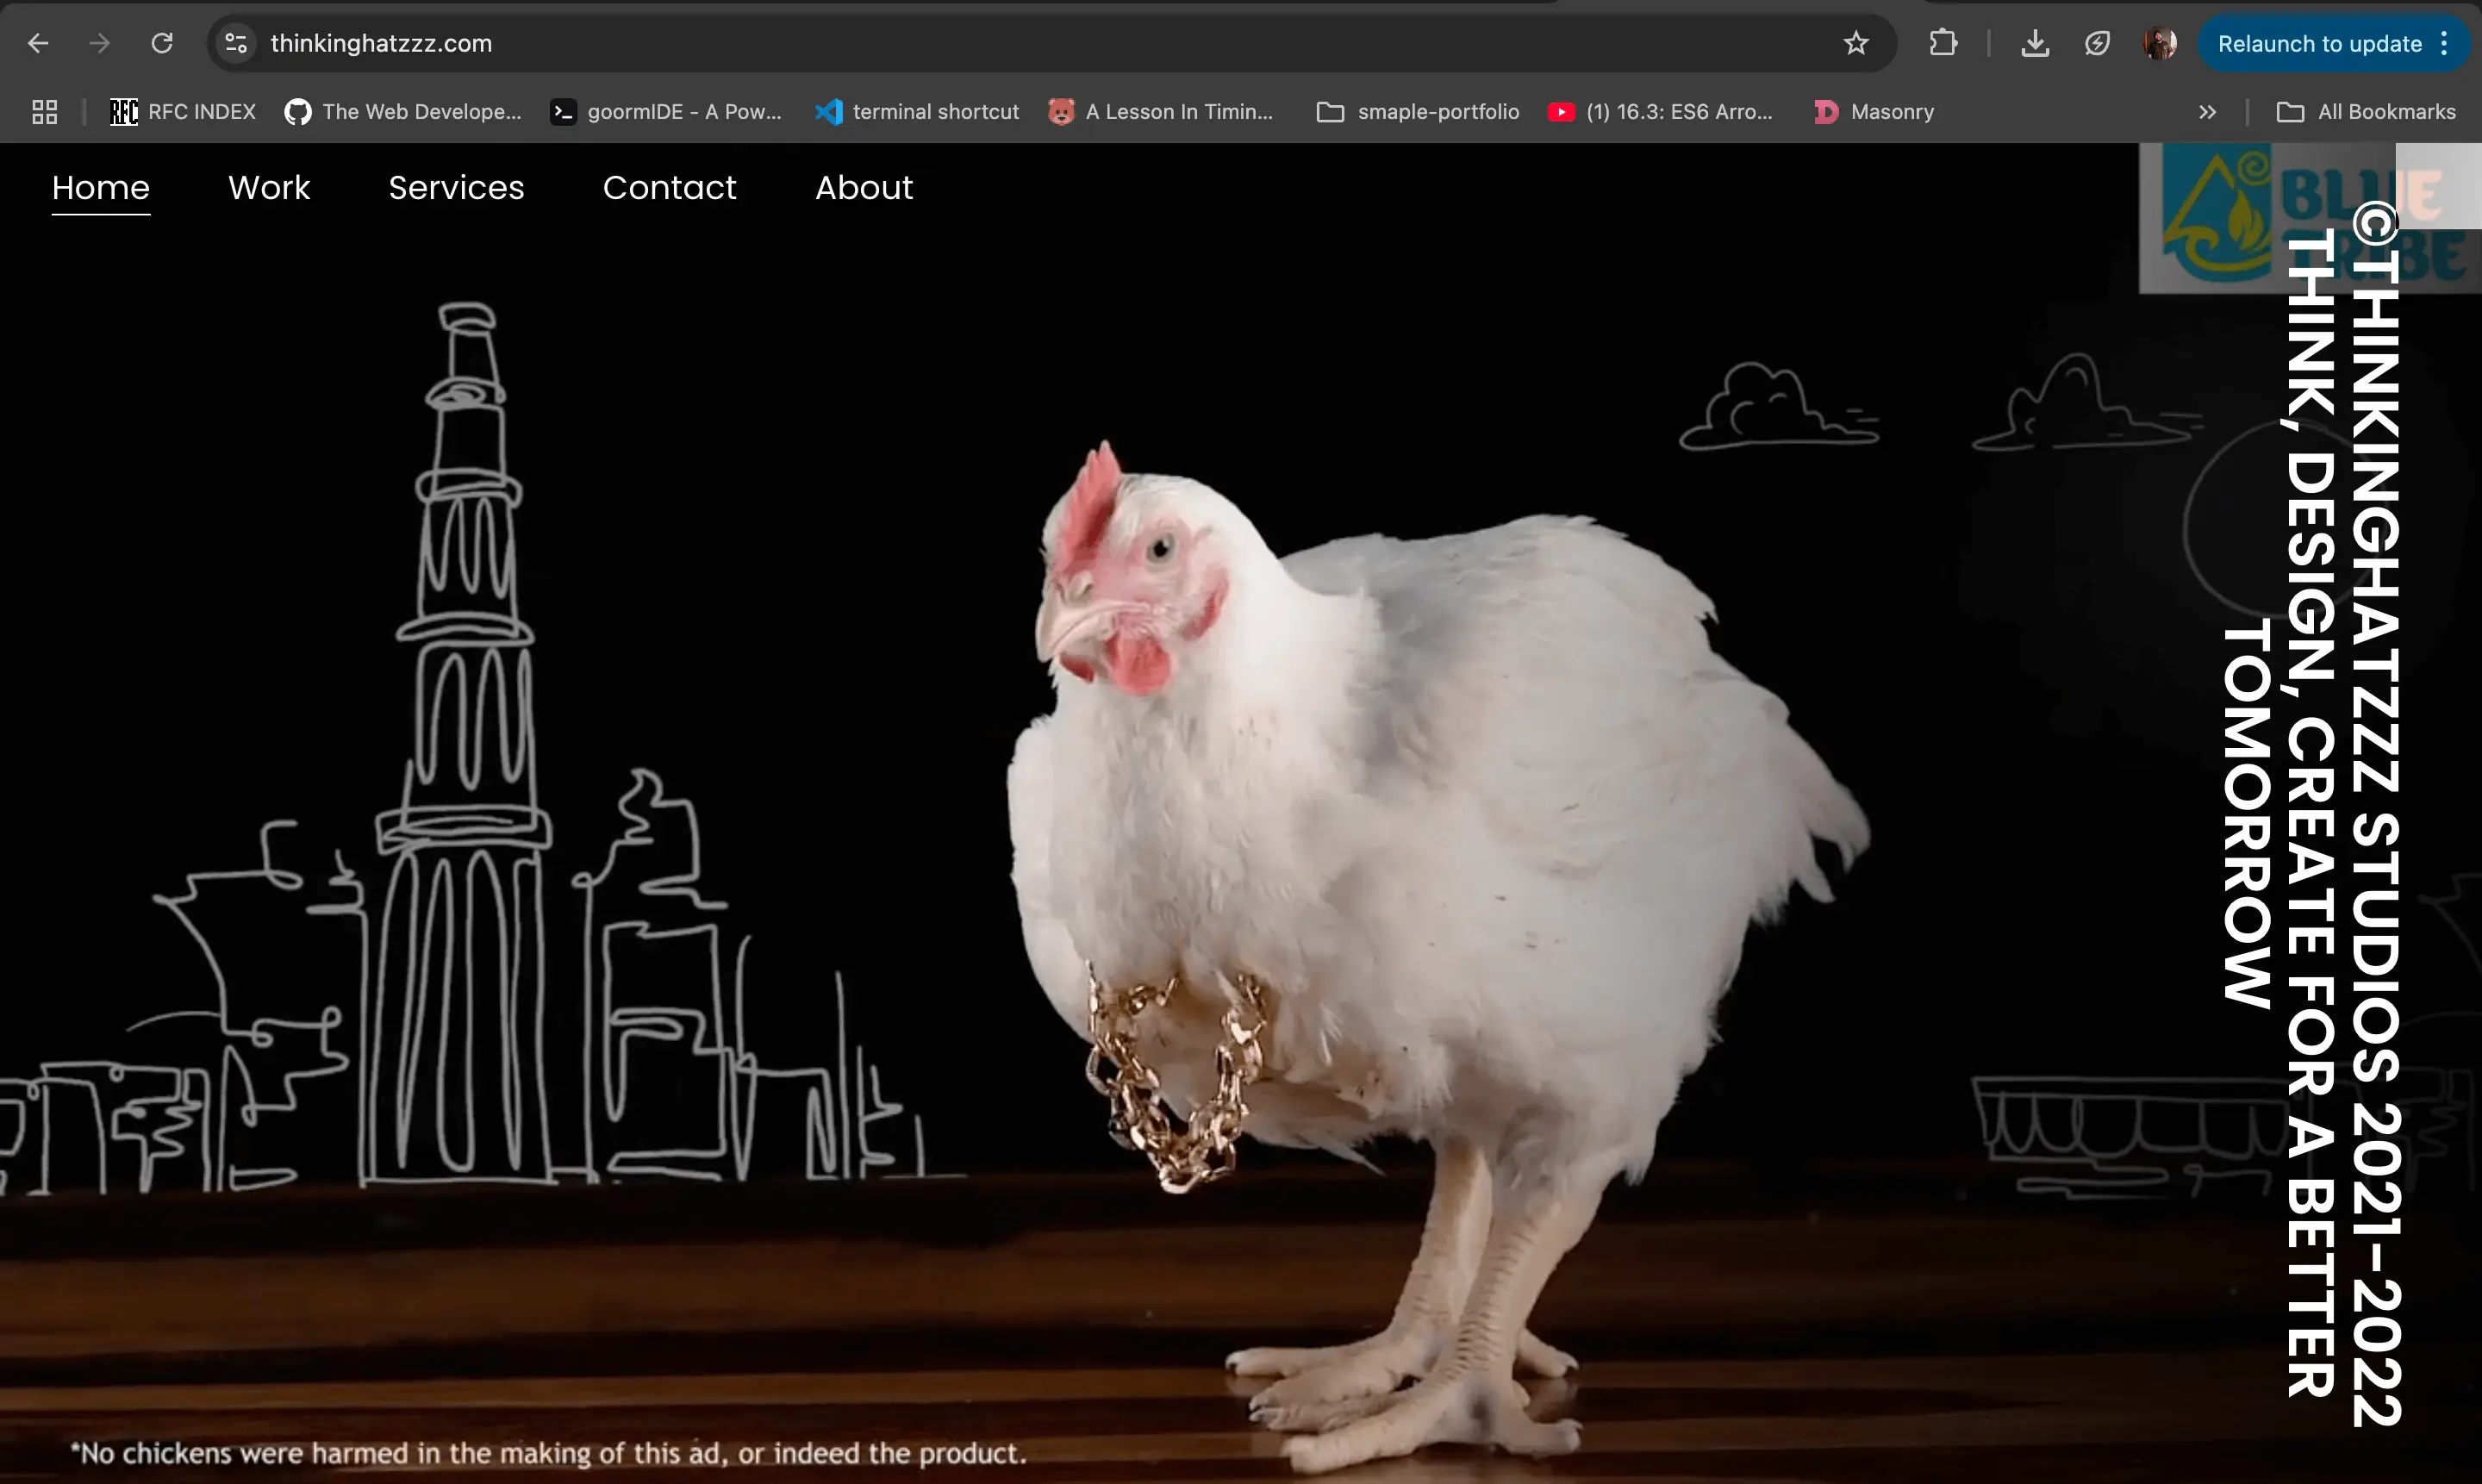 thinkinghatzzz.com
Relaunch to update
RFC INDEX
The Web Develope...
goormIDE - A Pow...
terminal shortcut
A Lesson In Timin...
smaple-portfolio
(1) 16.3: ES6 Arro...
Masonry
All Bookmarks
Home
Work
Services
Contact
About
BLUE
TRIBE
©THINKINGHATZZZ STUDIOS 2021-2022
THINK, DESIGN, CREATE FOR A BETTER
TOMORROW
*No chickens were harmed in the making of this ad, or indeed the product.